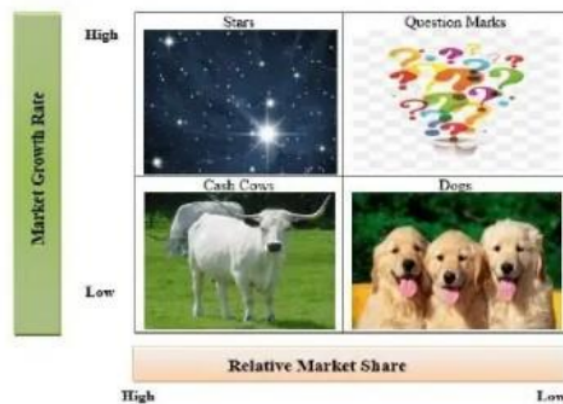 Stars
Question Marks
High
Market Growth Rate
Cash Cows
Dogs
Low
Relative Market Share
High
Low